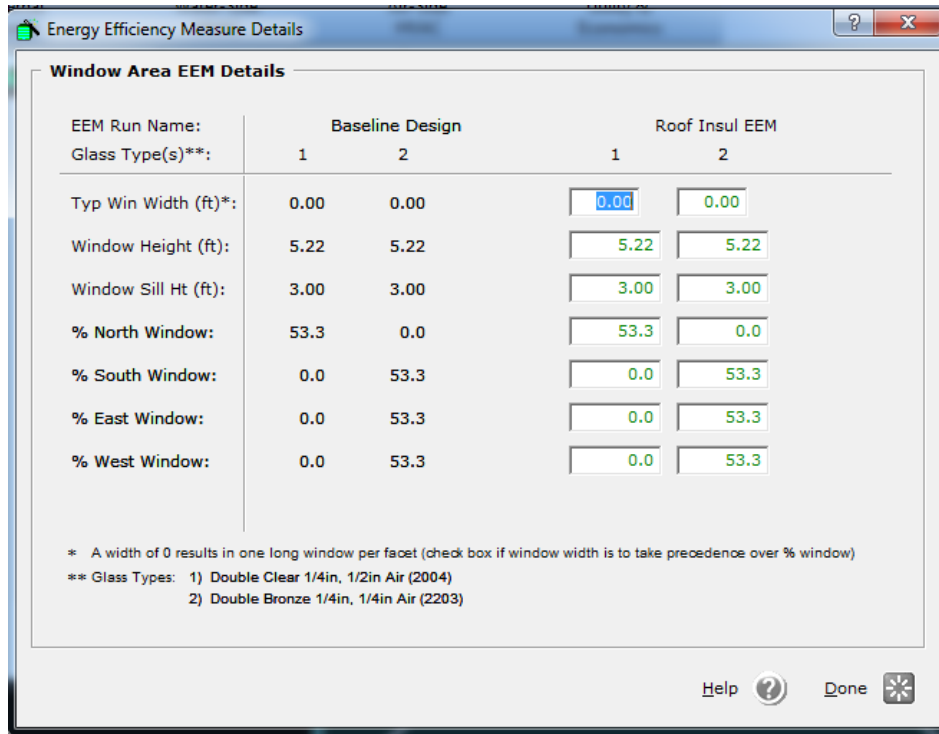 Energy Efficiency Measure Details
Window Area EEM Details
EEM Run Name: Baseline Design Roof Insul EEM
Glass Type(s)**: 1 2 1 2
Typ Win Width (ft)*: 0.00 0.00 0.00 0.00
Window Height (ft): 5.22 5.22 5.22 5.22
Window Sill Ht (ft): 3.00 3.00 3.00 3.00
% North Window: 53.3 0.0 53.3 0.0
% South Window: 0.0 53.3 0.0 53.3
% East Window: 0.0 53.3 0.0 53.3
% West Window: 0.0 53.3 0.0 53.3
* A width of 0 results in one long window per facet (check box if window width is to take precedence over % window)
** Glass Types: 1) Double Clear 1/4in, 1/2in Air (2004)
2) Double Bronze 1/4in, 1/4in Air (2203)
Help ? Done